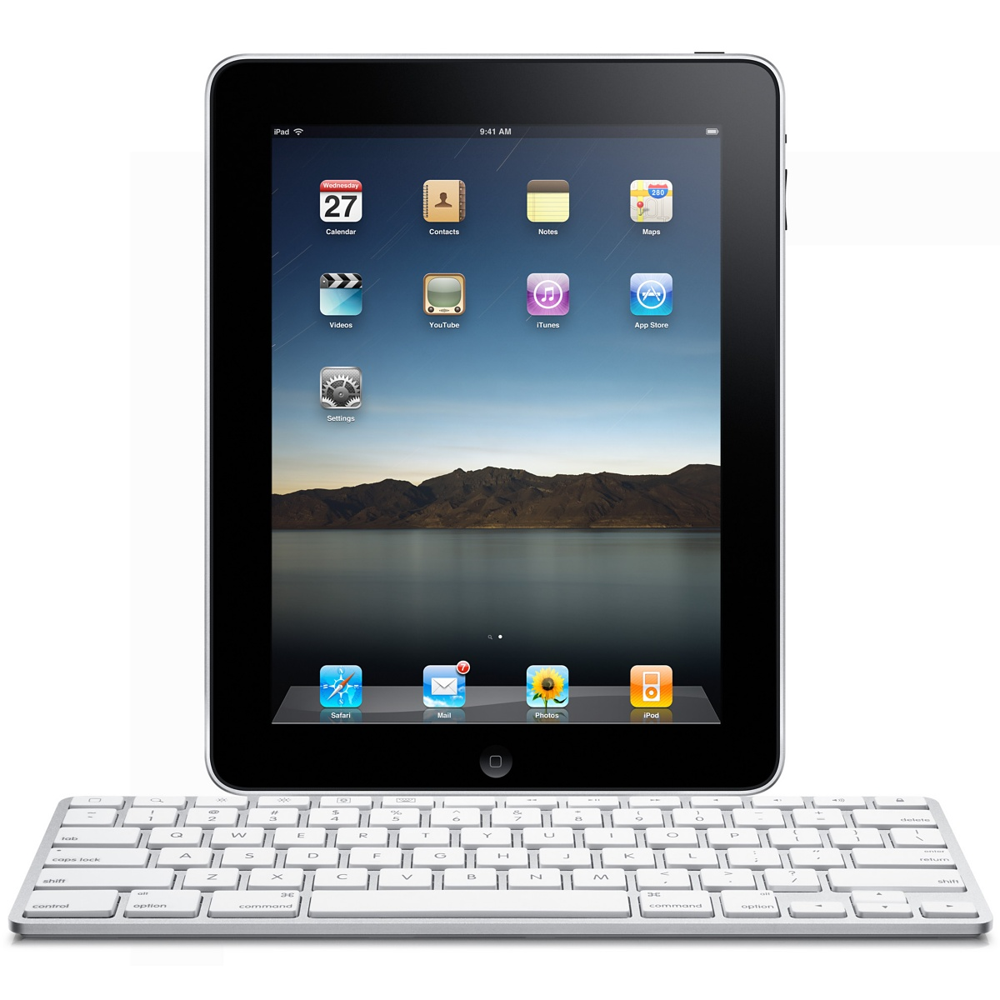 iPad 9:41 AM
Wednesday
27
280
Calendar Contacts Notes Maps
Videos YouTube iTunes App Store
Settings
N
7
Safari Mail Photos iPod
~ ! @ # $ % ^ & * ( ) _ +
` 1 2 3 4 5 6 7 8 9 0 - = delete
tab Q W E R T Y U I O P { [ } ] | \
caps lock A S D F G H J K L : ; " ' enter return
shift Z X C V B N M < , > . ? / shift
control alt option ⌘ command ⌘ command alt option